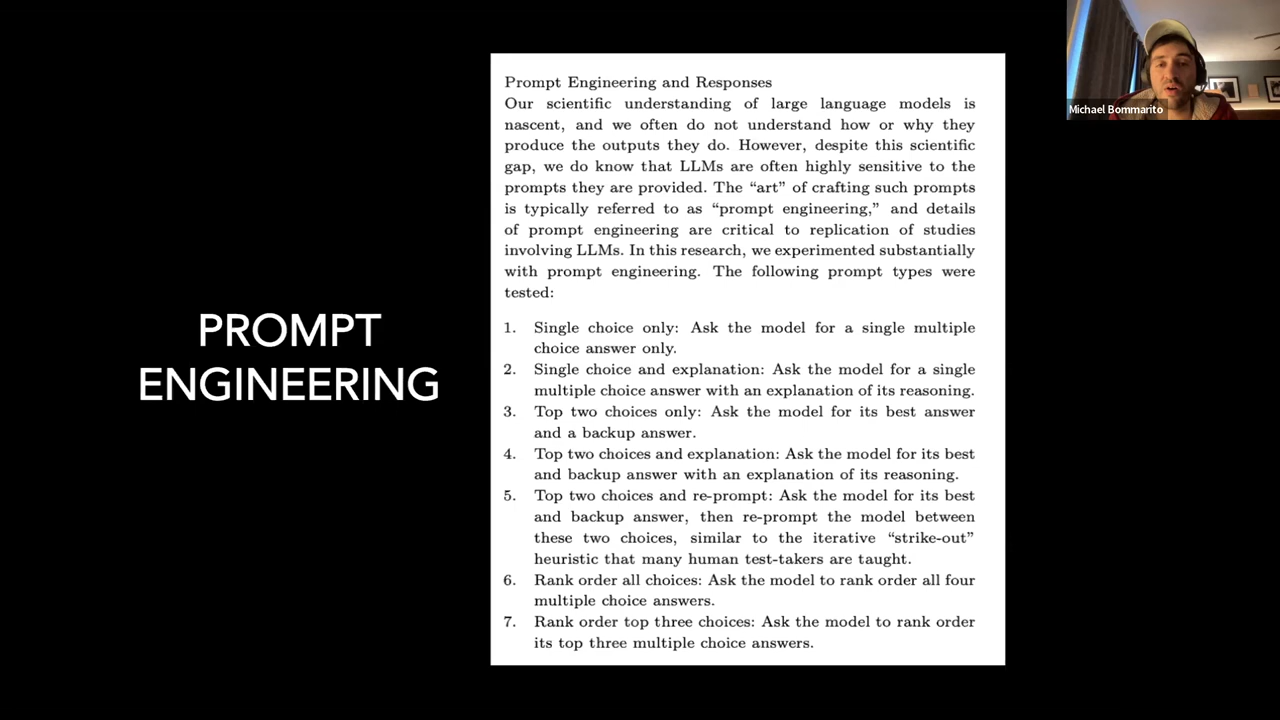 PROMPT
ENGINEERING
Prompt Engineering and Responses
Our scientific understanding of large language models is
nascent, and we often do not understand how or why they
produce the outputs they do. However, despite this scientific
gap, we do know that LLMs are often highly sensitive to the
prompts they are provided. The “art” of crafting such prompts
is typically referred to as “prompt engineering,” and details
of prompt engineering are critical to replication of studies
involving LLMs. In this research, we experimented substantially
with prompt engineering. The following prompt types were
tested:
1. Single choice only: Ask the model for a single multiple
choice answer only.
2. Single choice and explanation: Ask the model for a single
multiple choice answer with an explanation of its reasoning.
3. Top two choices only: Ask the model for its best answer
and a backup answer.
4. Top two choices and explanation: Ask the model for its best
and backup answer with an explanation of its reasoning.
5. Top two choices and re-prompt: Ask the model for its best
and backup answer, then re-prompt the model between
these two choices, similar to the iterative “strike-out”
heuristic that many human test-takers are taught.
6. Rank order all choices: Ask the model to rank order all four
multiple choice answers.
7. Rank order top three choices: Ask the model to rank order
its top three multiple choice answers.
Michael Bommarito